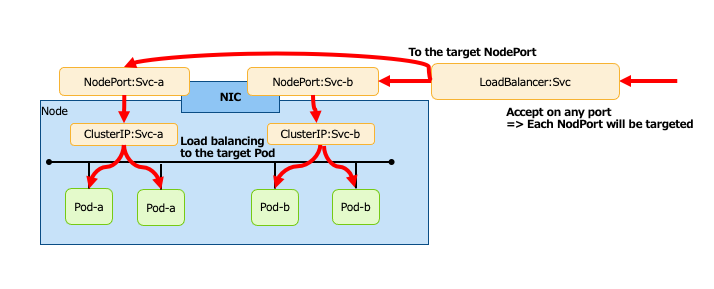 To the target NodePort
NodePort:Svc-a
NodePort:Svc-b
LoadBalancer:Svc
NIC
Node
Accept on any port
=> Each NodPort will be targeted
ClusterIP:Svc-a
Load balancing
to the target Pod
ClusterIP:Svc-b
Pod-a
Pod-a
Pod-b
Pod-b